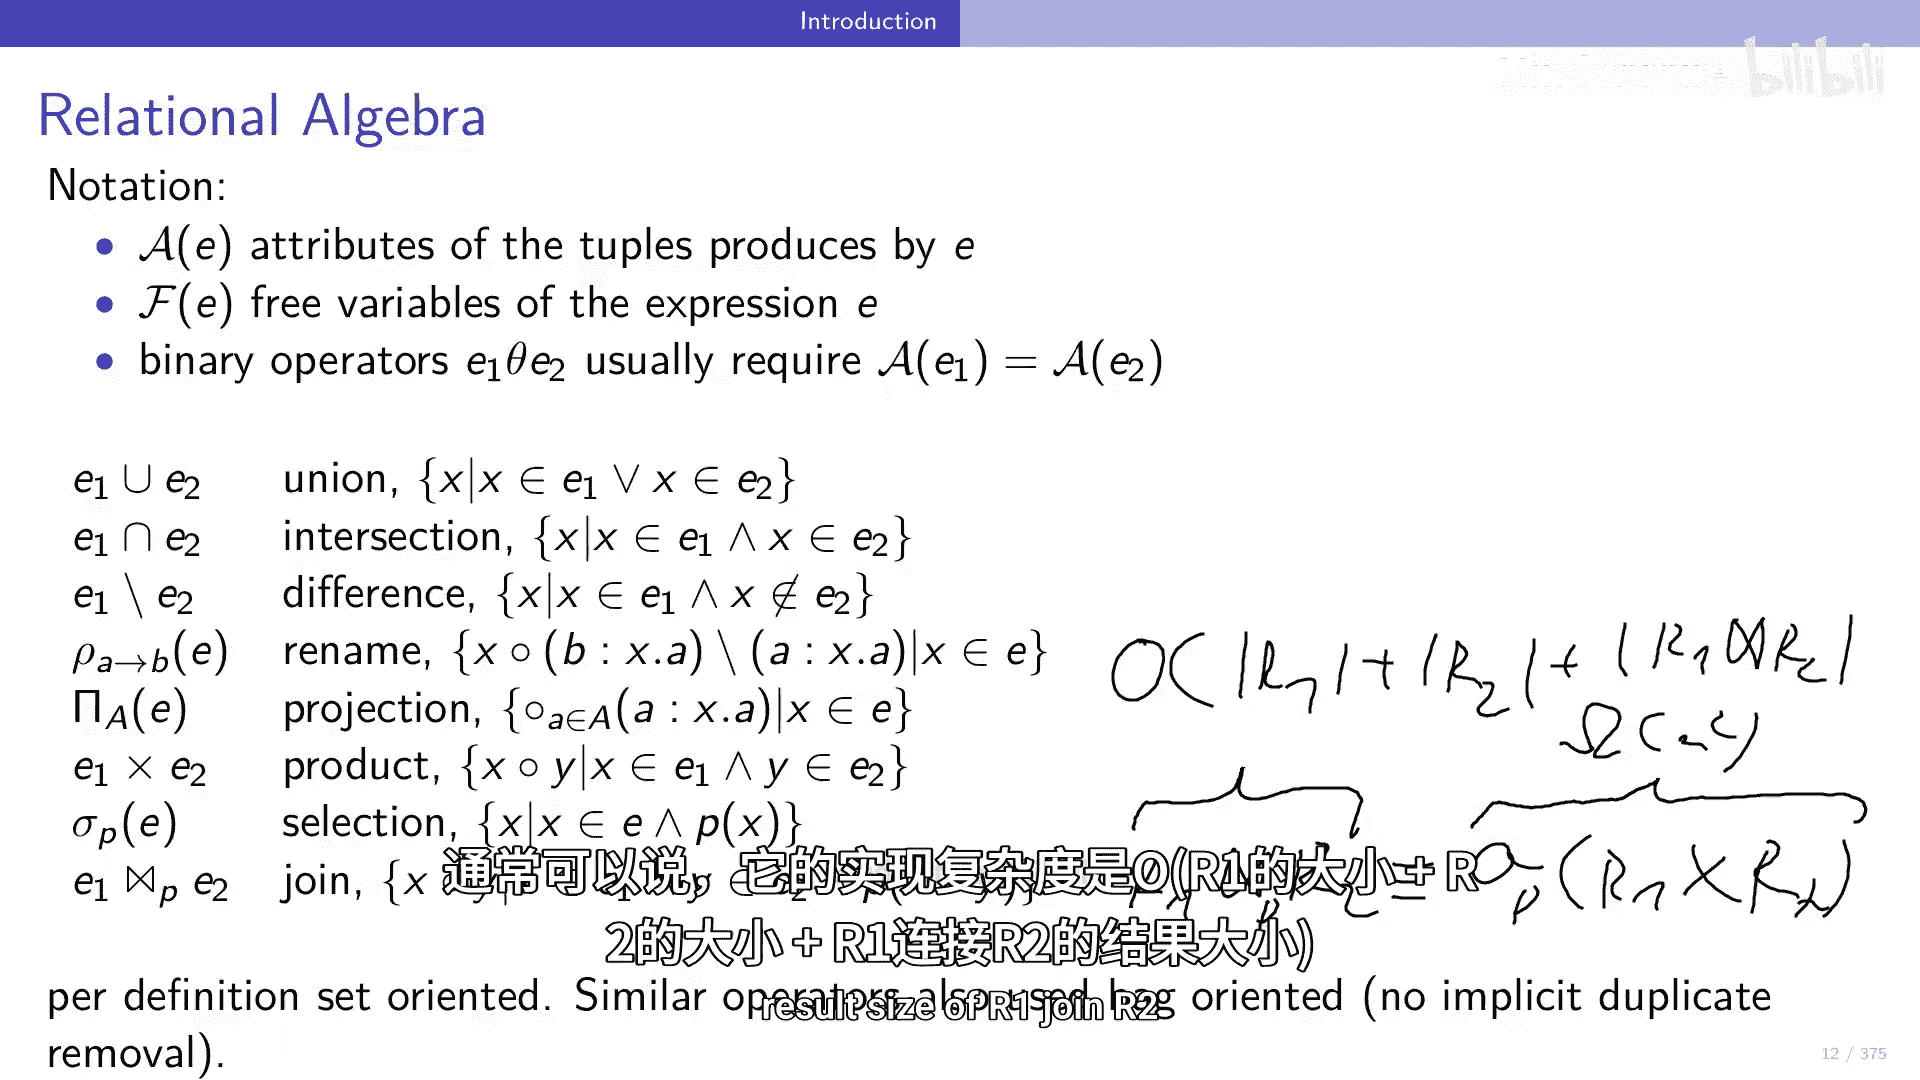 Introduction
bilibili
Relational Algebra
Notation:
• 𝒜(e) attributes of the tuples produces by e
• ℱ(e) free variables of the expression e
• binary operators e₁θe₂ usually require 𝒜(e₁) = 𝒜(e₂)
e₁ ∪ e₂ union, {x|x ∈ e₁ ∨ x ∈ e₂}
e₁ ∩ e₂ intersection, {x|x ∈ e₁ ∧ x ∈ e₂}
e₁ \ e₂ difference, {x|x ∈ e₁ ∧ x ∉ e₂}
ρₐ→b(e) rename, {x ∘ (b : x.a) \ (a : x.a)|x ∈ e}
Π_A(e) projection, {∘ₐ∈A(a : x.a)|x ∈ e}
e₁ × e₂ product, {x ∘ y|x ∈ e₁ ∧ y ∈ e₂}
σₚ(e) selection, {x|x ∈ e ∧ p(x)}
e₁ ⋈ₚ e₂ join, {x
O(|R₁|+|R₂|+|R₁⋈R₂|
Ω(n²)
= σₚ(R₁×R₂)
通常可以说，它的实现复杂度是O(R1的大小 + R
2的大小 + R1连接R2的结果大小)
result size of R1 join R2
per definition set oriented. Similar operators also used bag oriented (no implicit duplicate
removal).
12 / 375